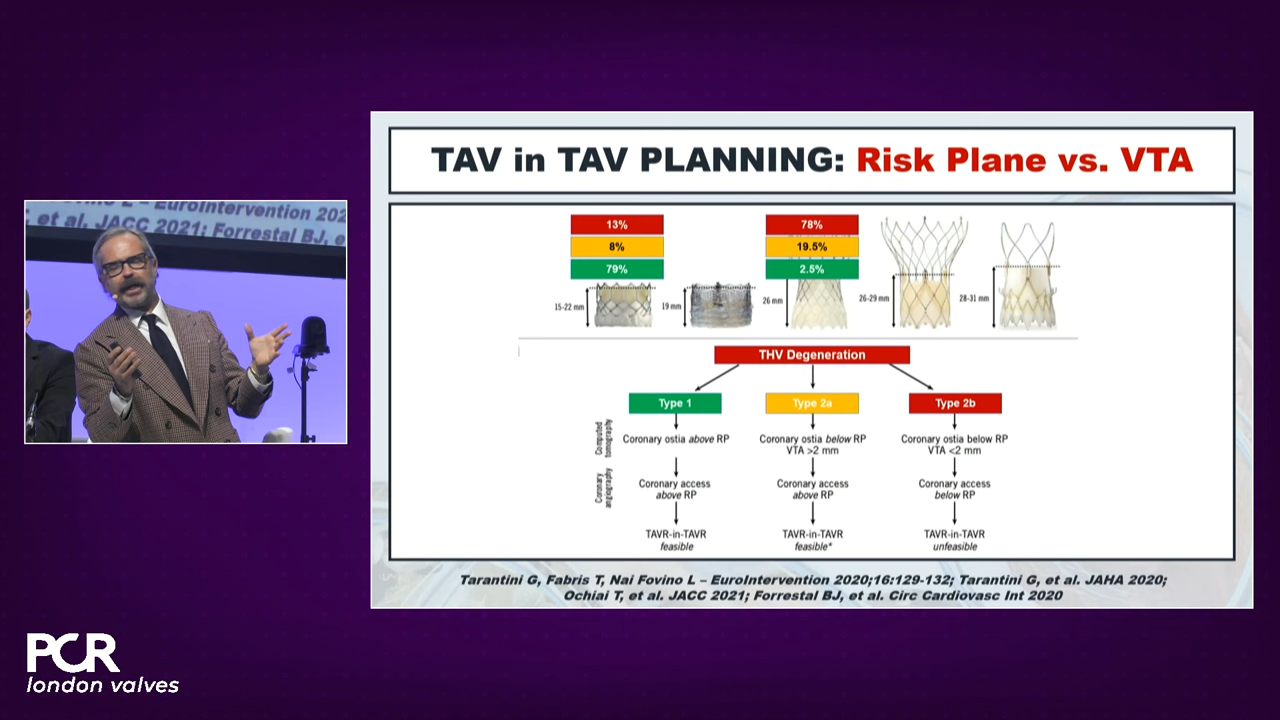 TAV in TAV PLANNING: Risk Plane vs. VTA
13%
8%
79%
78%
19.5%
2.5%
15-22 mm
19 mm
26 mm
26-29 mm
28-31 mm
THV Degeneration
Type 1
Type 2a
Type 2b
Computed
tomography
Coronary ostia above RP
Coronary ostia below RP
VTA >2 mm
Coronary ostia below RP
VTA <2 mm
Coronary
angiography
Coronary access
above RP
Coronary access
above RP
Coronary access
below RP
TAVR-in-TAVR
feasible
TAVR-in-TAVR
feasible*
TAVR-in-TAVR
unfeasible
Tarantini G, Fabris T, Nai Fovino L – EuroIntervention 2020;16:129-132; Tarantini G, et al. JAHA 2020;
Ochiai T, et al. JACC 2021; Forrestal BJ, et al. Circ Cardiovasc Int 2020
L – EuroIntervention 202
, et al. JACC 2021; Forrestal BJ, e
PCR
london valves